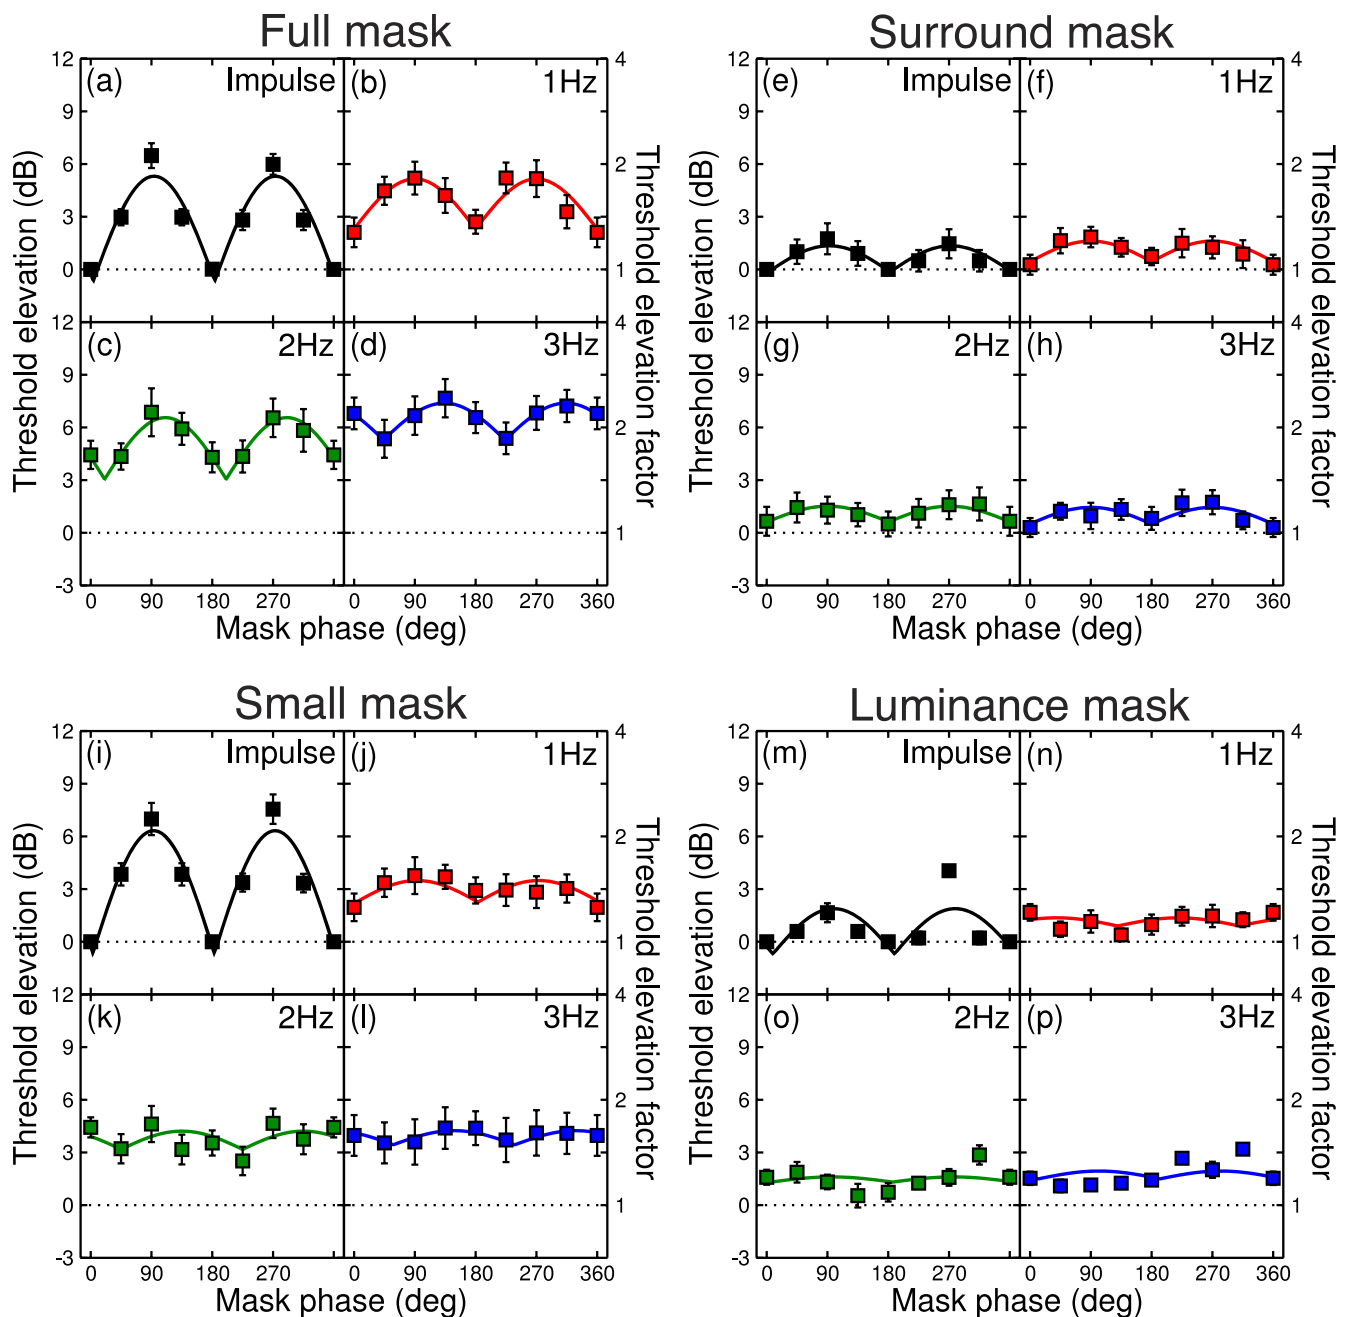 Full mask
Surround mask
(a) Impulse
(b) 1Hz
(e) Impulse
(f) 1Hz
12
9
6
3
0
4
2
1
12
9
6
3
0
4
2
1
(c) 2Hz
(d) 3Hz
(g) 2Hz
(h) 3Hz
12
9
6
3
0
-3
4
2
1
12
9
6
3
0
-3
4
2
1
Threshold elevation (dB)
Threshold elevation factor
Threshold elevation (dB)
Threshold elevation factor
0 90 180 270 0 90 180 270 360
0 90 180 270 0 90 180 270 360
Mask phase (deg)
Mask phase (deg)
Small mask
Luminance mask
(i) Impulse
(j) 1Hz
(m) Impulse
(n) 1Hz
12
9
6
3
0
4
2
1
12
9
6
3
0
4
2
1
(k) 2Hz
(l) 3Hz
(o) 2Hz
(p) 3Hz
12
9
6
3
0
-3
4
2
1
12
9
6
3
0
-3
4
2
1
Threshold elevation (dB)
Threshold elevation factor
Threshold elevation (dB)
Threshold elevation factor
0 90 180 270 0 90 180 270 360
0 90 180 270 0 90 180 270 360
Mask phase (deg)
Mask phase (deg)